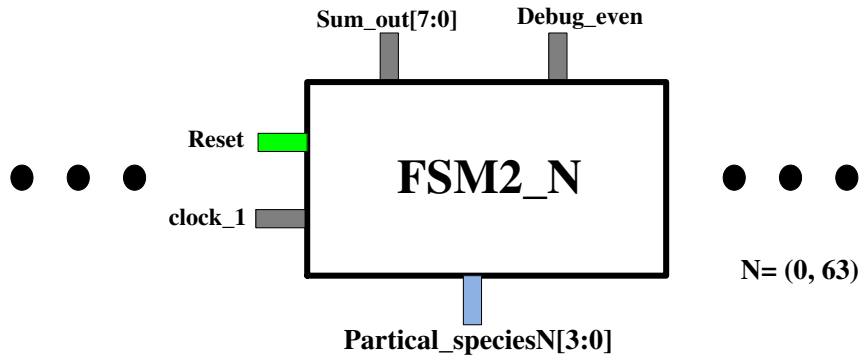 Sum_out[7:0]
Debug_even
Reset
FSM2_N
clock_1
N= (0, 63)
Partical_speciesN[3:0]